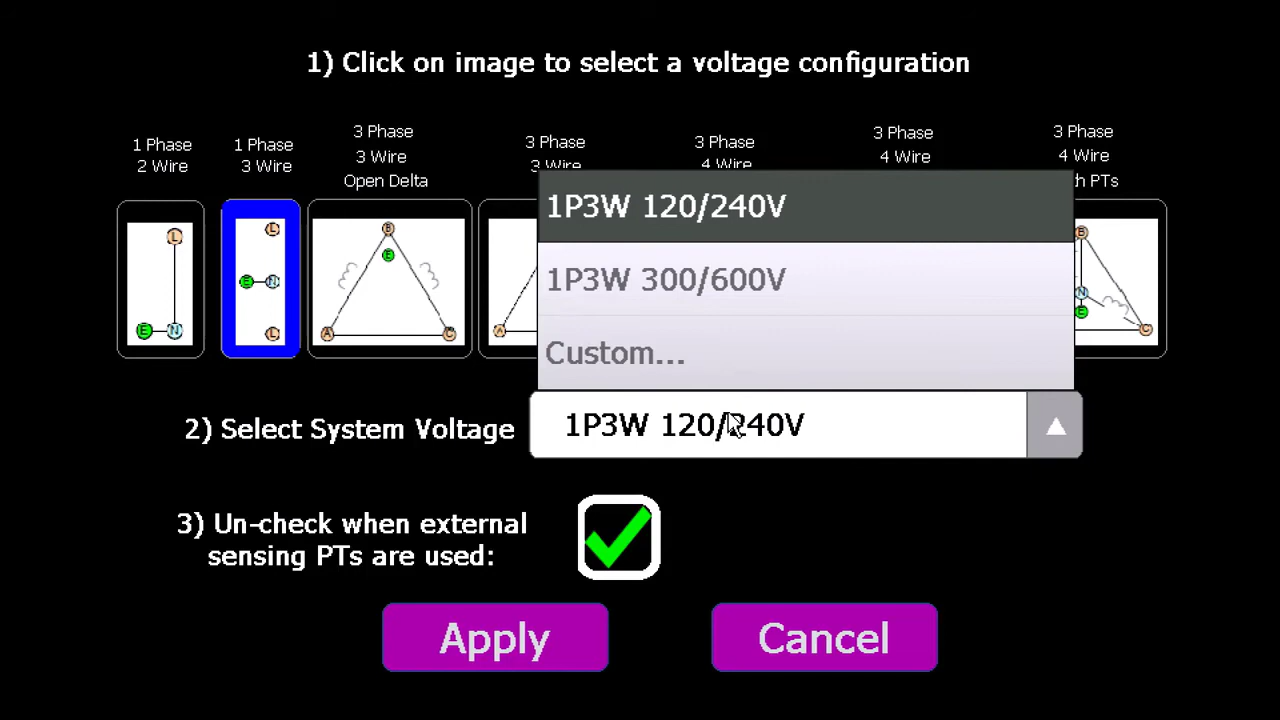 1) Click on image to select a voltage configuration
1 Phase
2 Wire
1 Phase
3 Wire
3 Phase
3 Wire
Open Delta
3 Phase
3 Wire
3 Phase
4 Wire
3 Phase
4 Wire
3 Phase
4 Wire
PTs
L
E N
L
E N
L
B
E
A C
A
B
N
E
C
1P3W 120/240V
1P3W 300/600V
Custom...
2) Select System Voltage
1P3W 120/240V
3) Un-check when external
sensing PTs are used:
Apply
Cancel